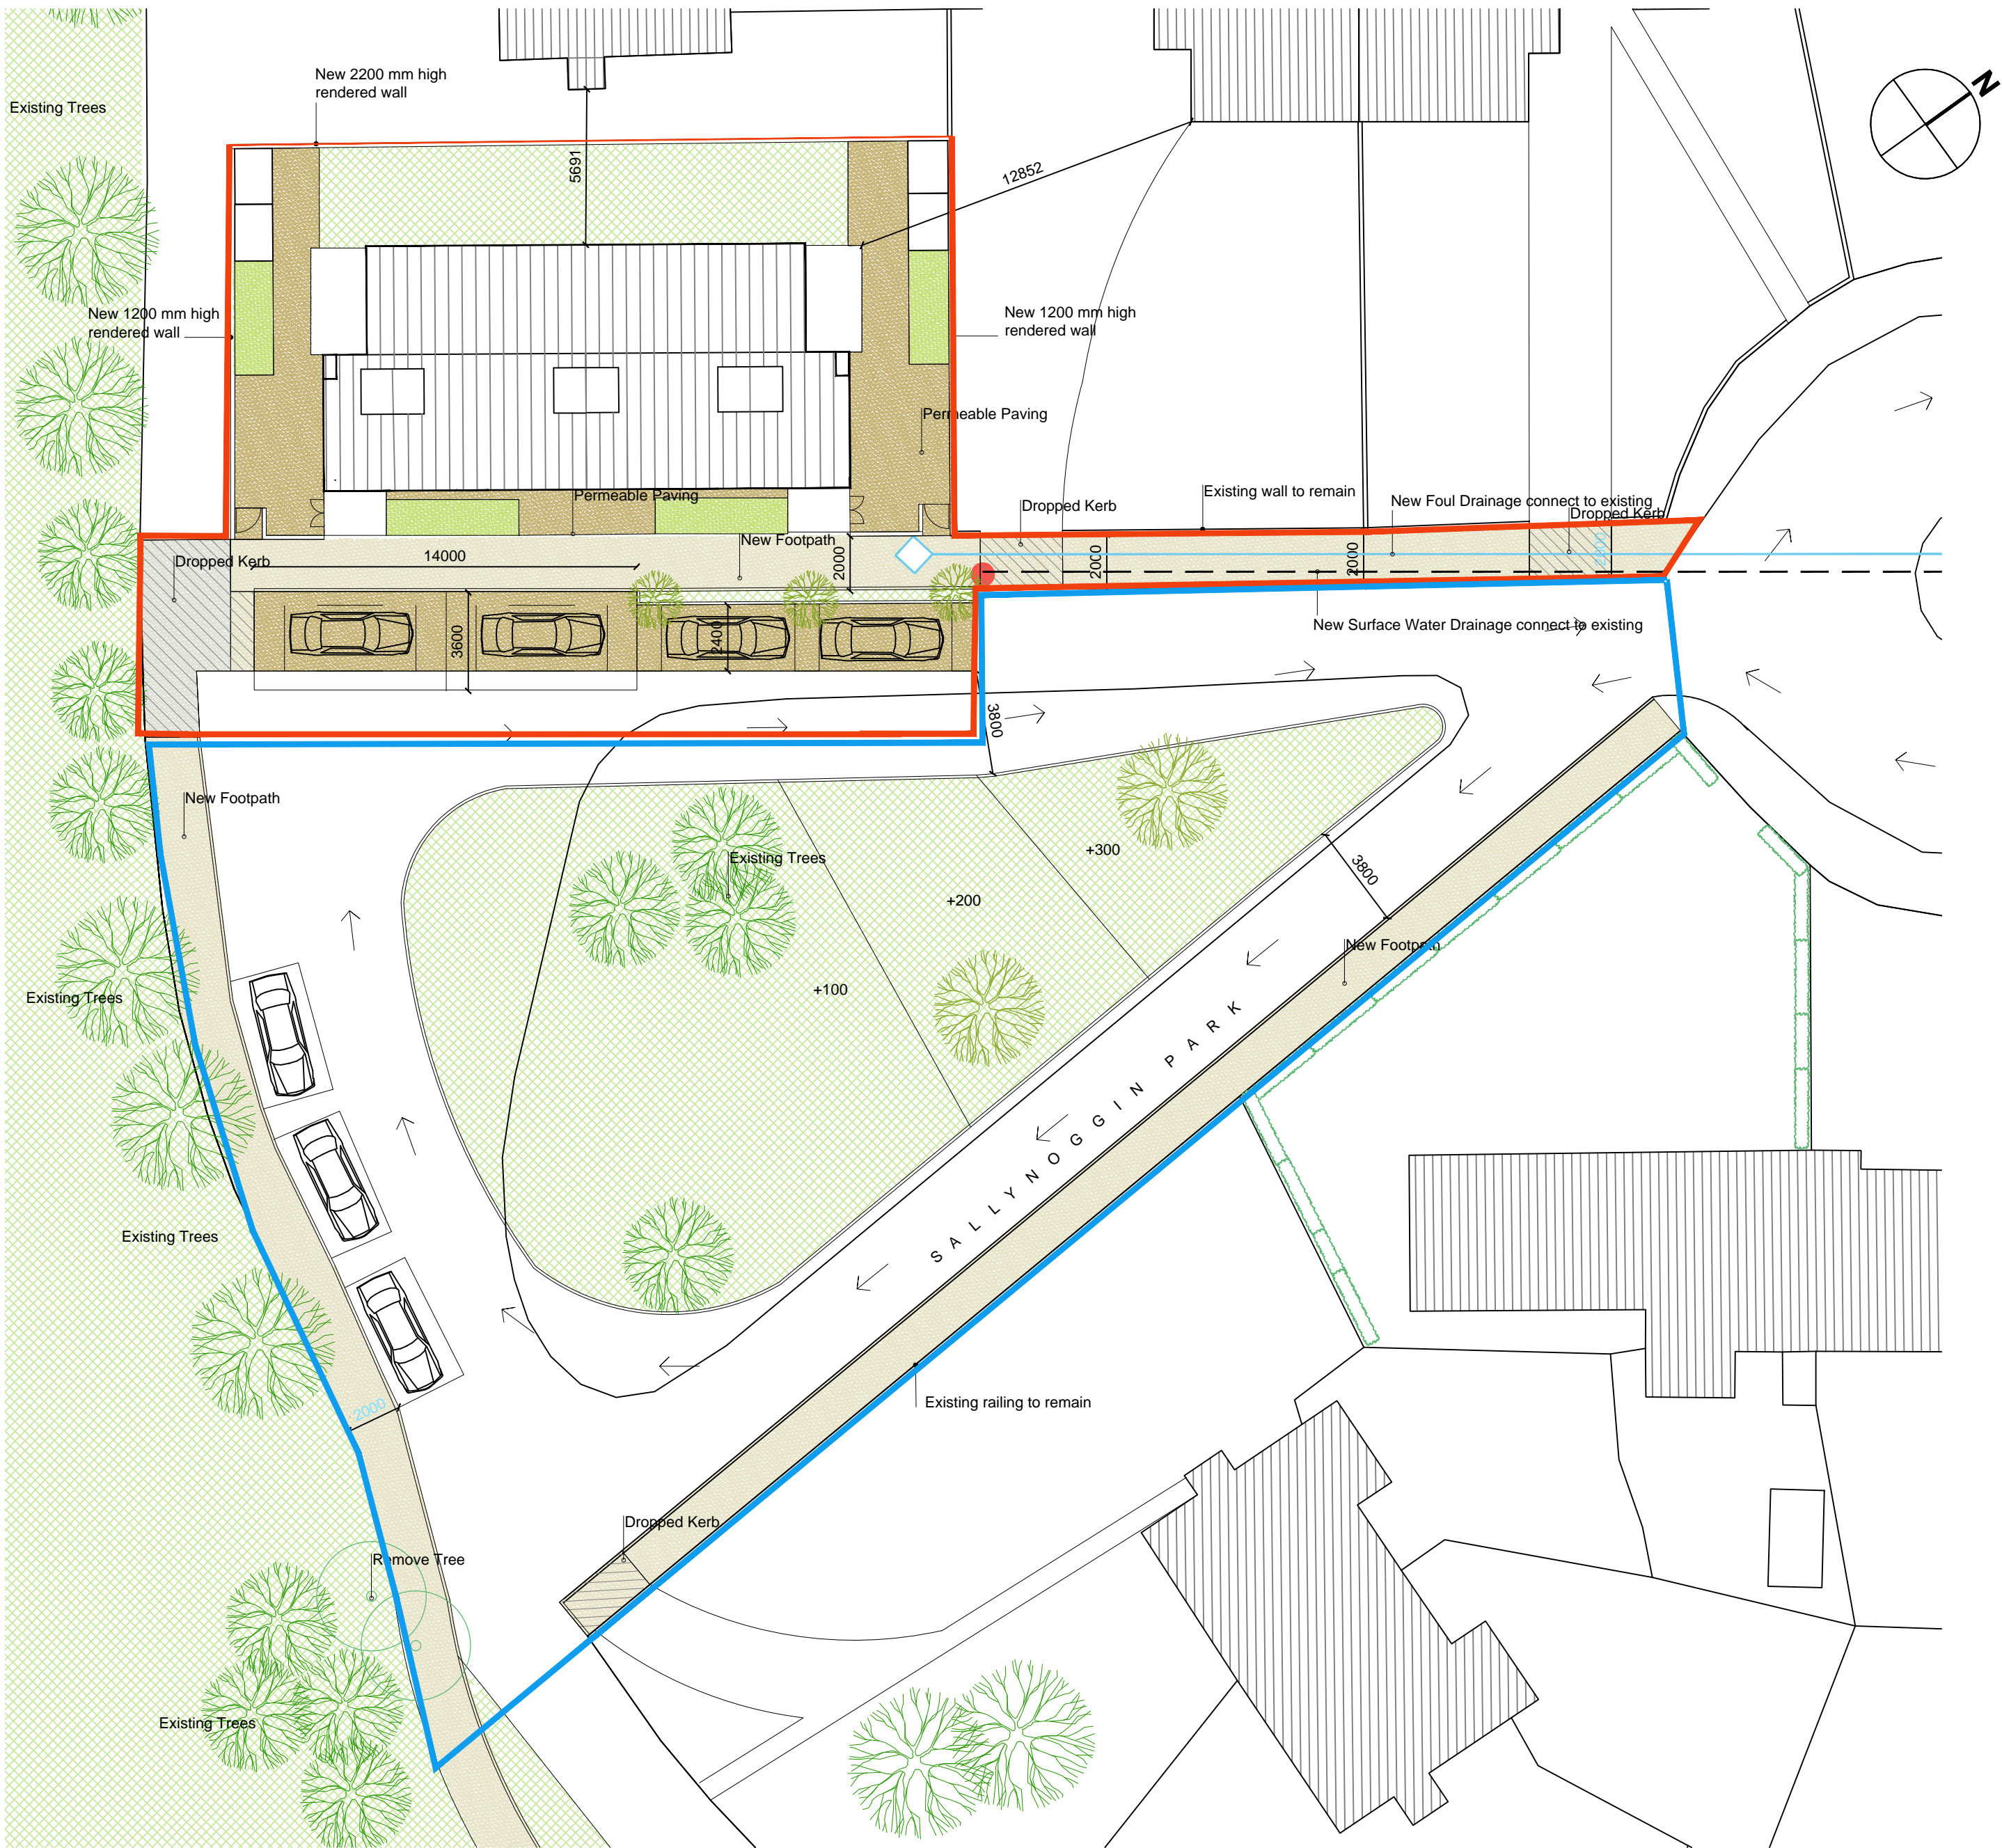 N
New 2200 mm high
rendered wall
Existing Trees
5691
12852
New 1200 mm high
rendered wall
New 1200 mm high
rendered wall
Permeable Paving
Permeable Paving
Existing wall to remain
New Foul Drainage connect to existing
Dropped Kerb
Dropped Kerb
New Footpath
Dropped Kerb
14000
2000
2000
2000
2000
3600
2400
New Surface Water Drainage connect to existing
3800
New Footpath
+300
Existing Trees
3800
+200
New Footpath
+100
Existing Trees
SALLYNOGGIN PARK
Existing Trees
Existing railing to remain
2000
Dropped Kerb
Remove Tree
Existing Trees